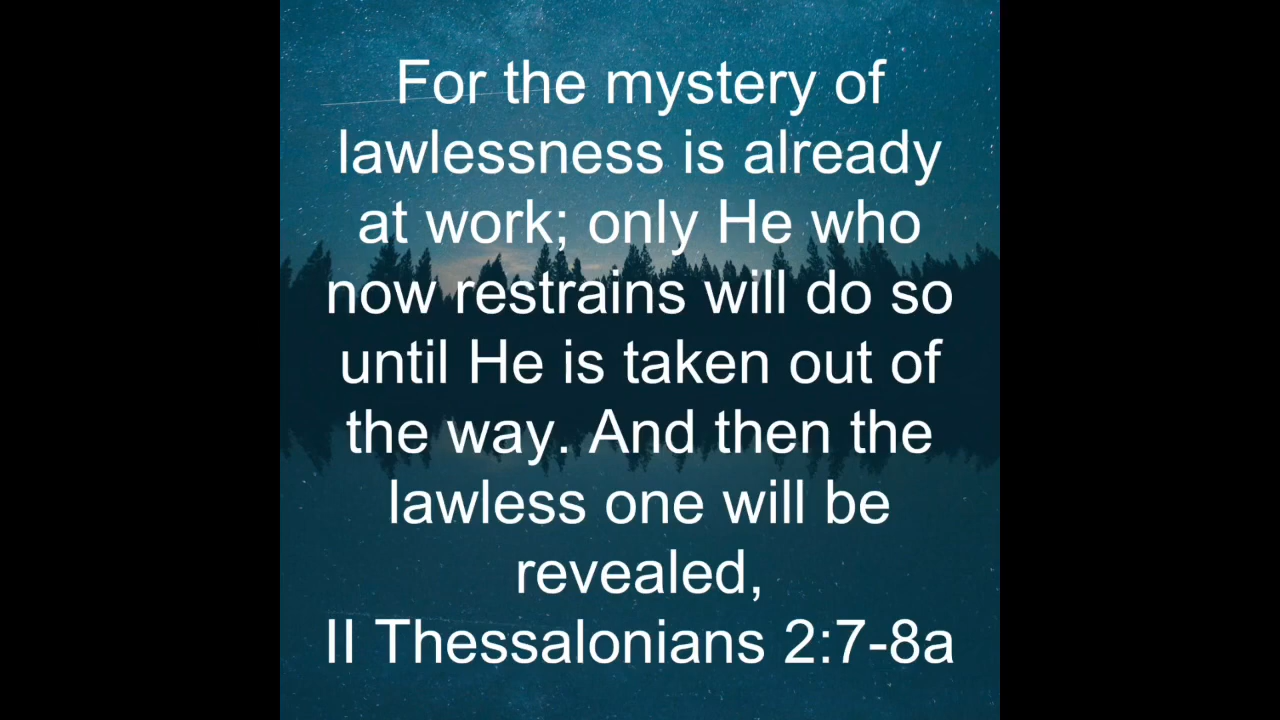 For the mystery of
lawlessness is already
at work; only He who
now restrains will do so
until He is taken out of
the way. And then the
lawless one will be
revealed,
II Thessalonians 2:7-8a